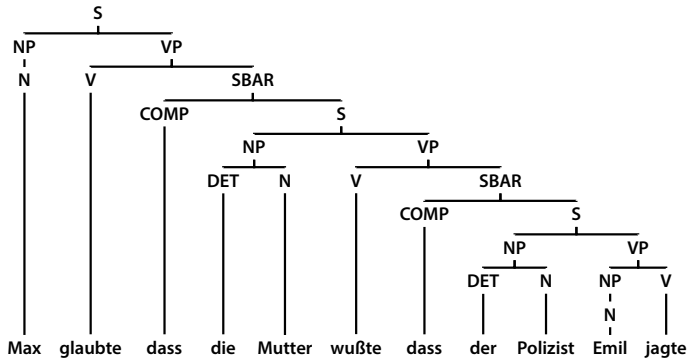 S
NP VP
N V SBAR
COMP S
NP VP
DET N V SBAR
COMP S
NP VP
DET N NP V
N
Max glaubte dass die Mutter wußte dass der Polizist Emil jagte